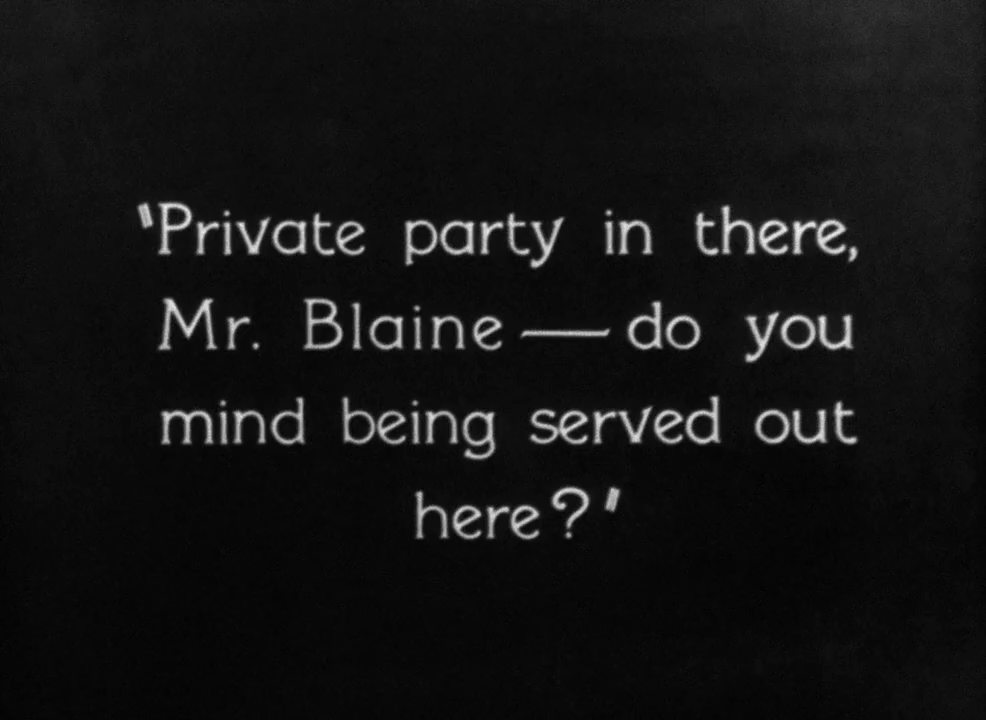 "Private party in there,
Mr. Blaine — do you
mind being served out
here?"